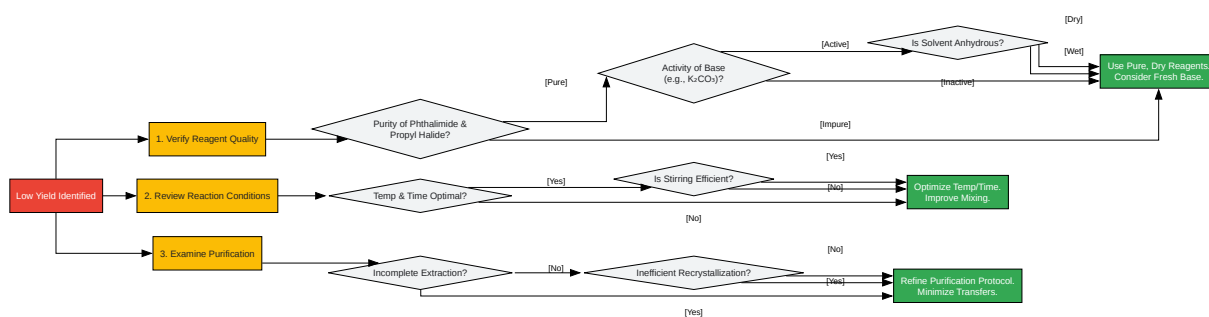 [Dry]
Is Solvent Anhydrous?
[Active]
[Wet]
Activity of Base
(e.g., K₂CO₃)?
Use Pure, Dry Reagents.
Consider Fresh Base.
[Pure]
[Inactive]
Purity of Phthalimide &
Propyl Halide?
[Impure]
1. Verify Reagent Quality
[Yes]
Is Stirring Efficient?
[Yes]
[No]
Low Yield Identified
2. Review Reaction Conditions
Temp & Time Optimal?
Optimize Temp/Time.
Improve Mixing.
[No]
3. Examine Purification
[No]
Incomplete Extraction?
[No]
Inefficient Recrystallization?
[Yes]
Refine Purification Protocol.
Minimize Transfers.
[Yes]